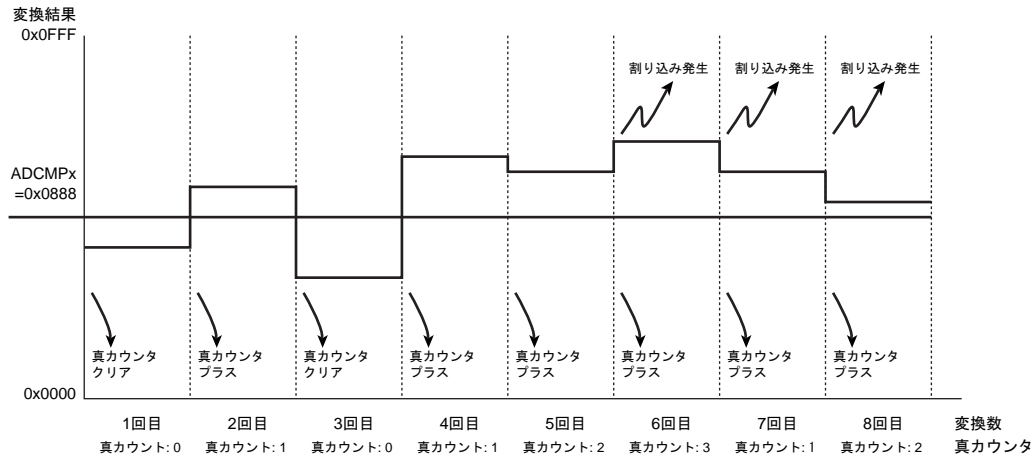 変換結果
0x0FFF
割り込み発生
割り込み発生
割り込み発生
ADCMPx
=0x0888
真カウンタ
クリア
真カウンタ
プラス
真カウンタ
クリア
真カウンタ
プラス
真カウンタ
プラス
真カウンタ
プラス
真カウンタ
プラス
真カウンタ
プラス
0x0000
1回目 2回目 3回目 4回目 5回目 6回目 7回目 8回目 変換数
真カウント: 0 真カウント: 1 真カウント: 0 真カウント: 1 真カウント: 2 真カウント: 3 真カウント: 1 真カウント: 2 真カウンタ